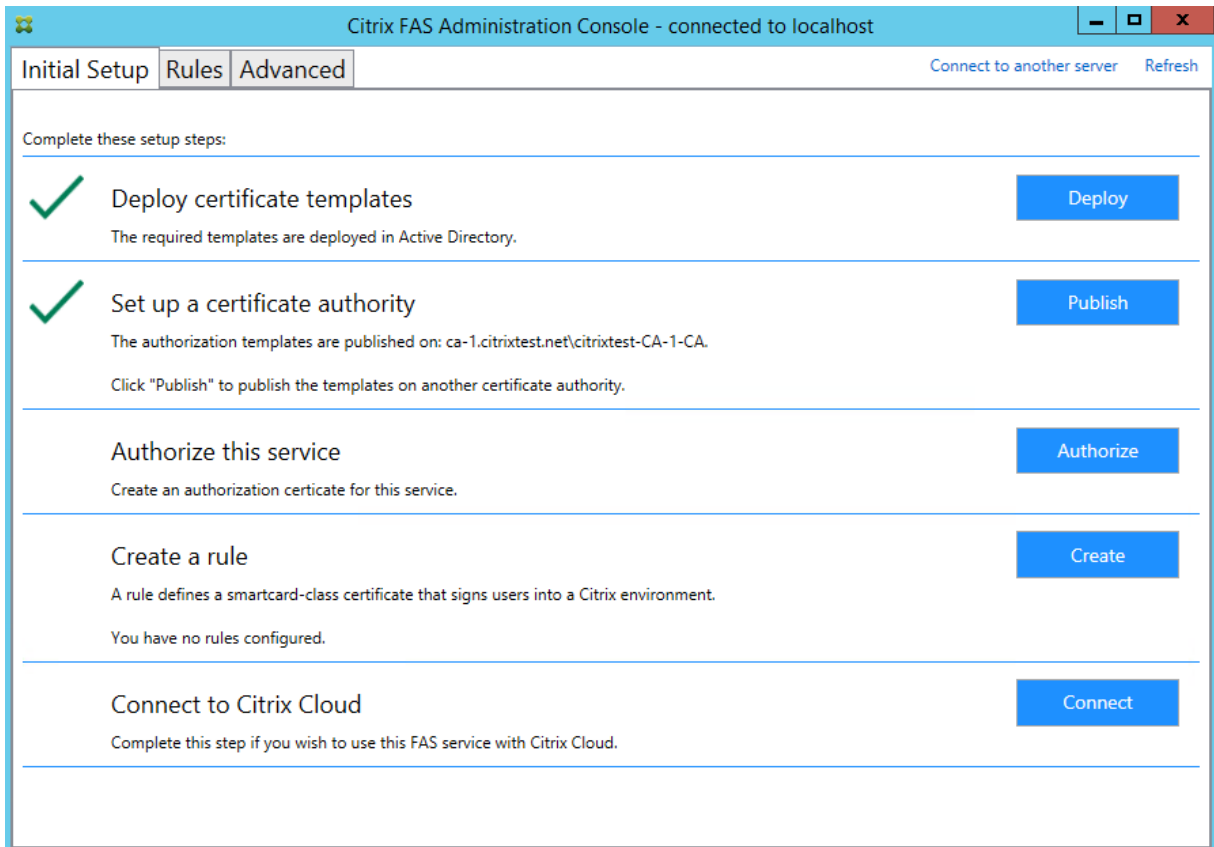 Citrix FAS Administration Console - connected to localhost
Initial Setup Rules Advanced Connect to another server Refresh
Complete these setup steps:
Deploy certificate templates Deploy
The required templates are deployed in Active Directory.
Set up a certificate authority Publish
The authorization templates are published on: ca-1.citrixtest.net\citrixtest-CA-1-CA.
Click "Publish" to publish the templates on another certificate authority.
Authorize this service Authorize
Create an authorization certicate for this service.
Create a rule Create
A rule defines a smartcard-class certificate that signs users into a Citrix environment.
You have no rules configured.
Connect to Citrix Cloud Connect
Complete this step if you wish to use this FAS service with Citrix Cloud.